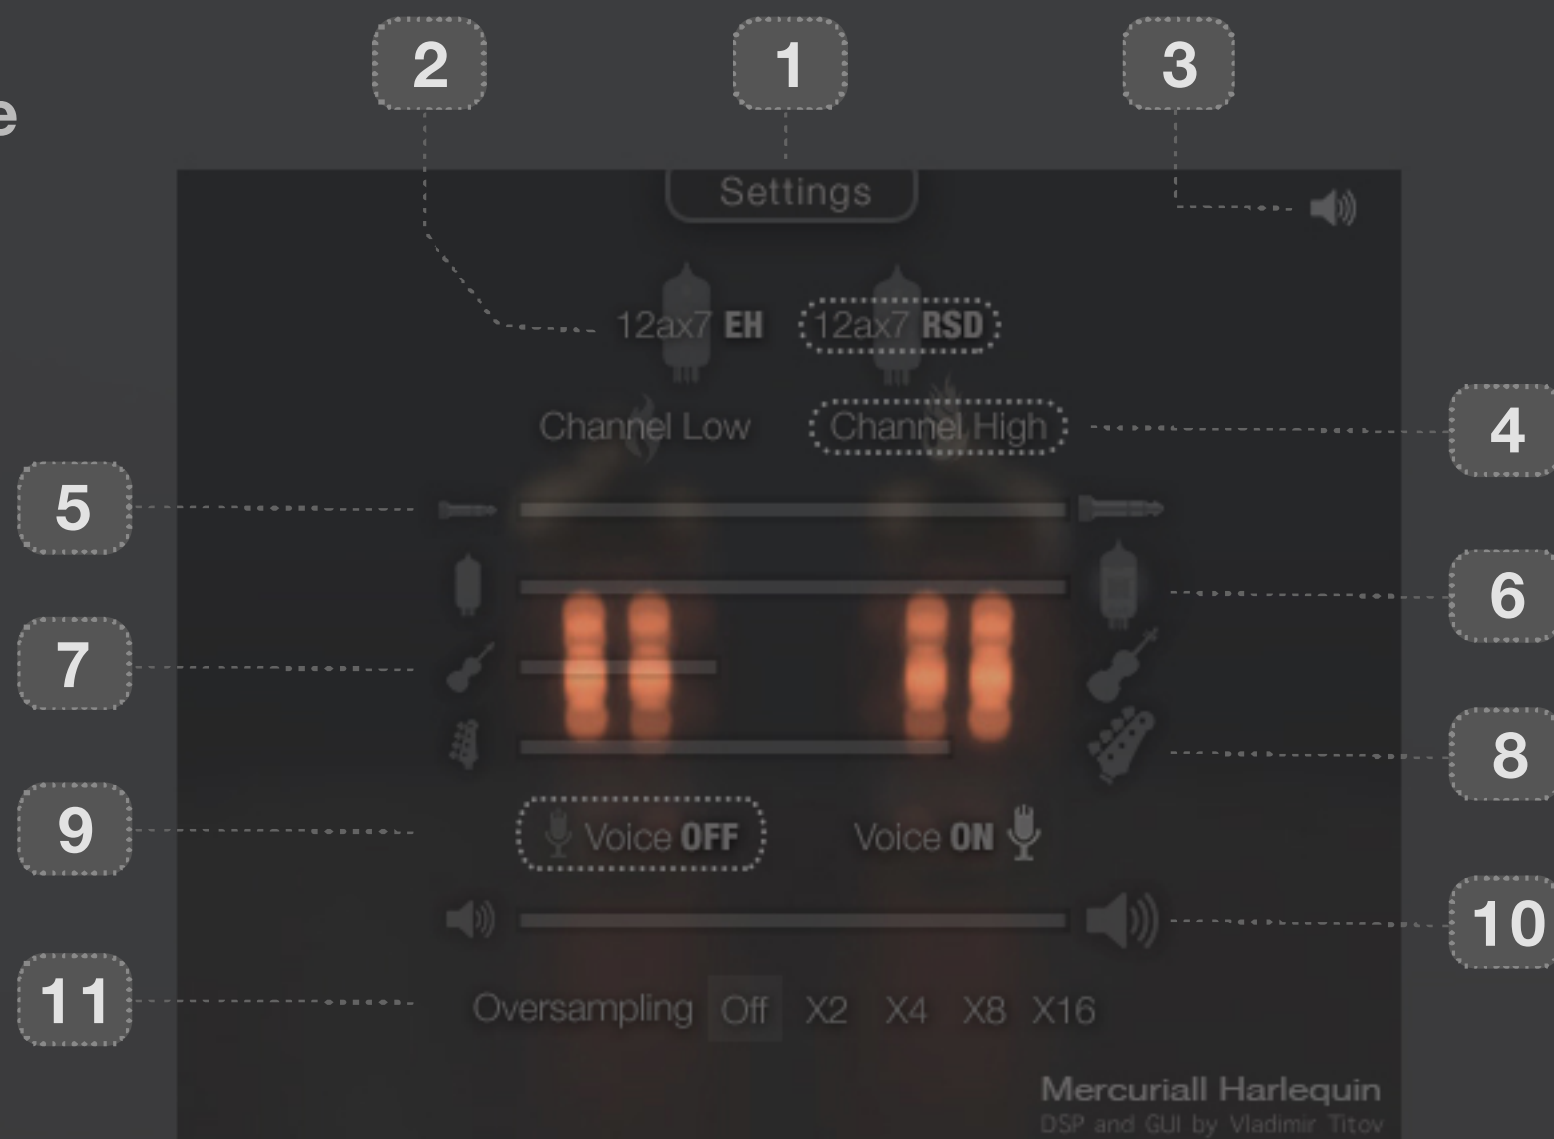 2 1 3
e
Settings
12ax7 EH 12ax7 RSD
Channel Low Channel High
4
5
6
7
8
9
Voice OFF Voice ON
10
11
Oversampling Off X2 X4 X8 X16
Mercuriall Harlequin
DSP and GUI by Vladimir Titov